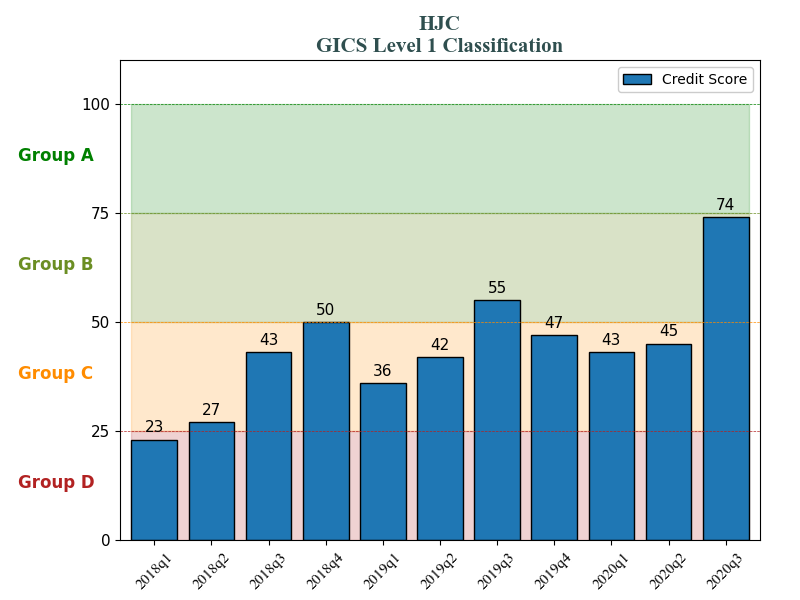 HJC
GICS Level 1 Classification
Credit Score
100
Group A
75
74
Group B
55
50
50
47
45
43
43
42
Group C
36
27
25
23
Group D
0
2018q1 2018q2 2018q3 2018q4 2019q1 2019q2 2019q3 2019q4 2020q1 2020q2 2020q3